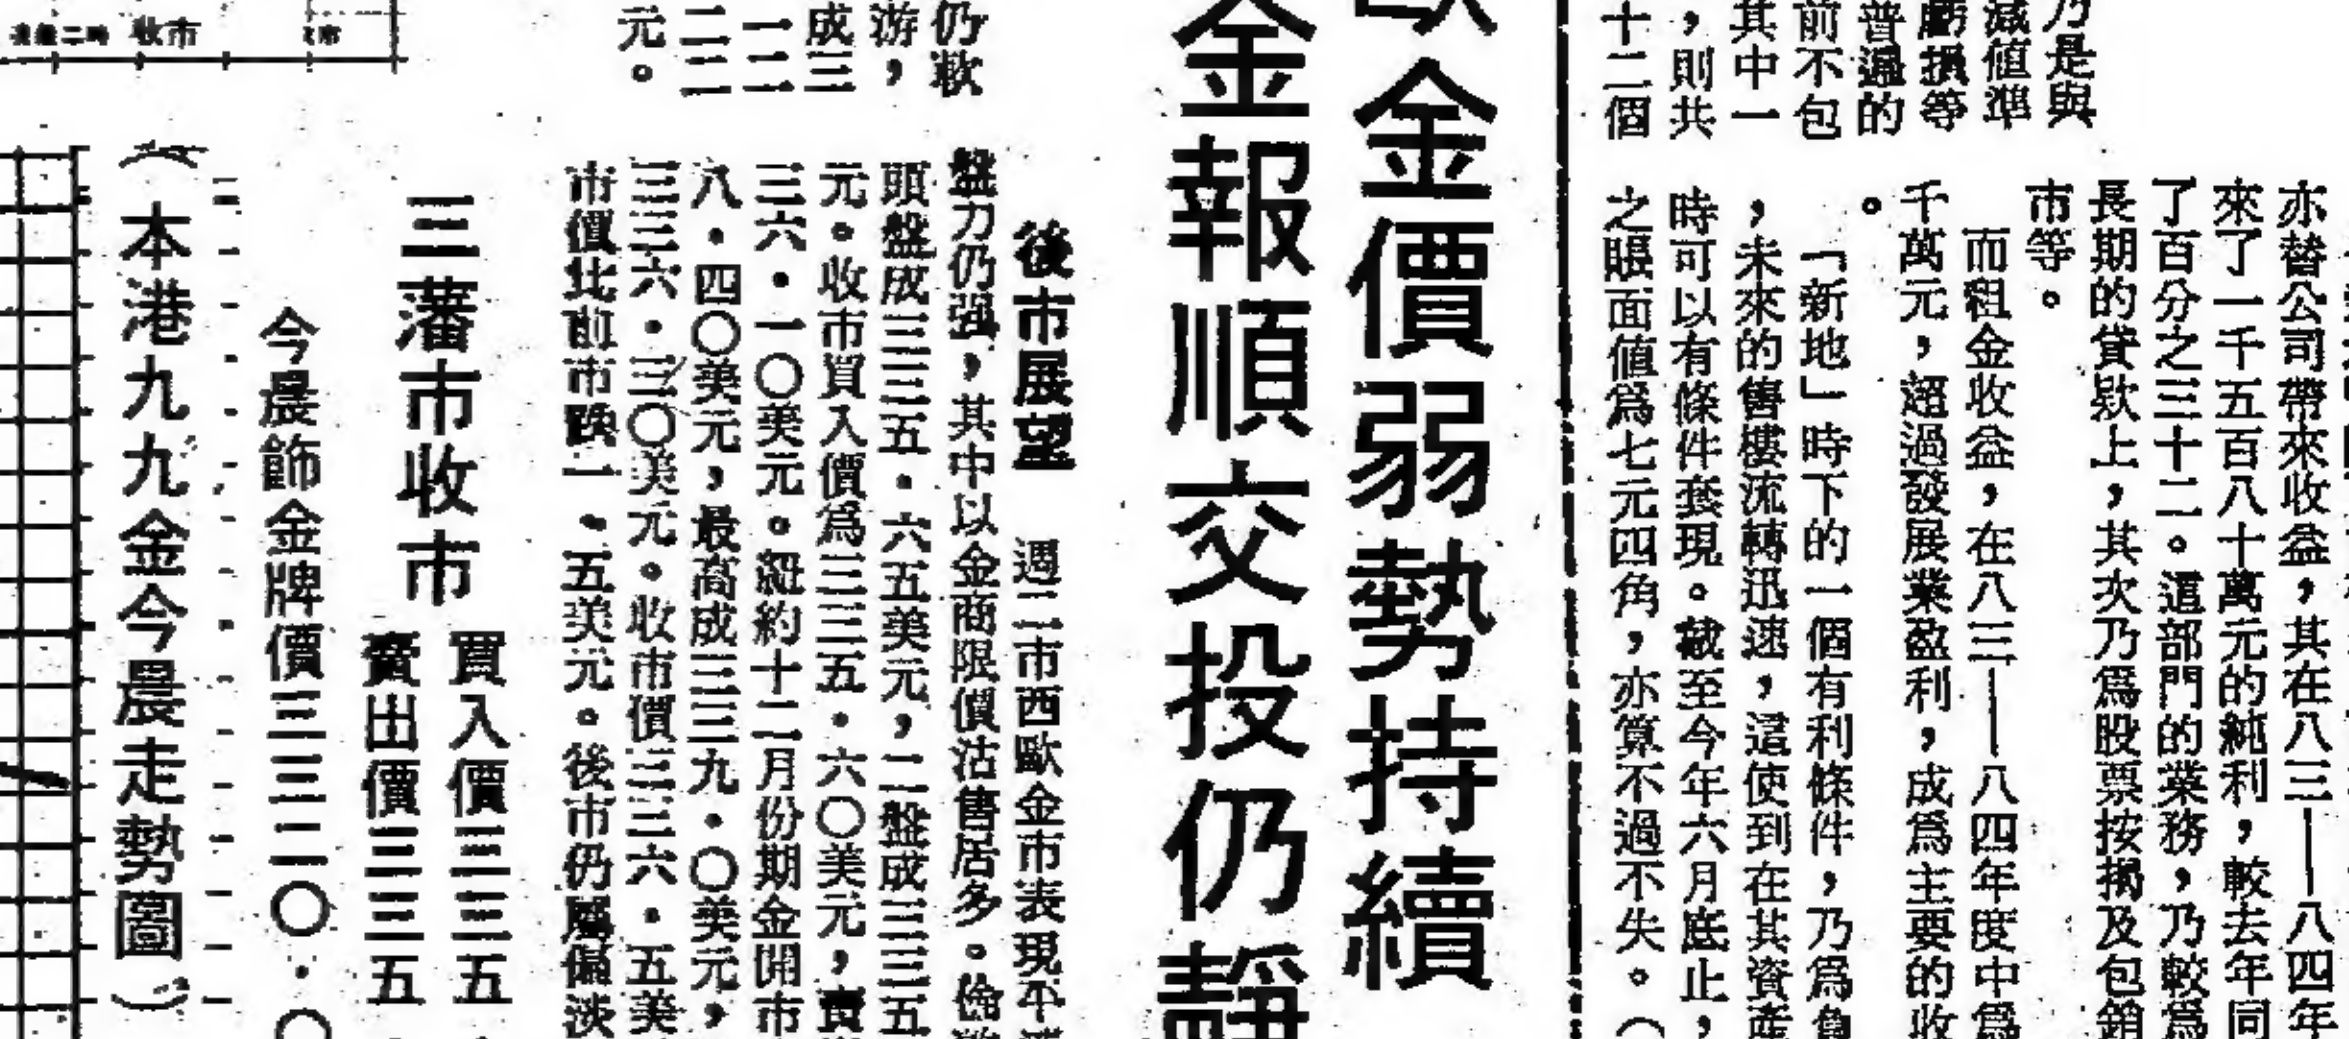 乃是與
減值準
虧損等
普遍的
前不包
其中一
，則共
十二個
亦替公司帶來收益，其在八三——八四年
來了一千五百八十萬元的純利，較去年同
了百分之三十二。這部門的業務，乃較爲
長期的貸款上，其次乃爲股票按揭及包銷
市等。
而租金收益，在八三——八四年度中爲
千萬元，超過發展業盈利，成爲主要的收
。
「新地」時下的一個有利條件，乃爲負
，未來的售樓流轉迅速，這使到在其資產
時可以有條件套現。截至今年六月底止，
之賬面值爲七元四角，亦算不過不失。（
金價弱勢持續
金報順交投仍靜
仍軟
游，
成三
一二
二二
元。
後市展望　週二市西歐金市表現平
盤力仍强，其中以金商限價沽售居多。倫
頭盤成三三五．六五美元，二盤成三三五
元。收市買入價爲三三五．六〇美元，賣
三六．一〇美元。紐約十二月份期金開市
八．四〇美元，最高成三三九．〇美元，
三三六．三〇美元。收市價三三六．五美
市價比前市跌一．五美元。後市仍屬偏淡
三藩市收市
買入價三三五．
賣出價三三五．
今晨飾金牌價三三二〇．〇
（本港九九金今晨走勢圖）
收市
二時